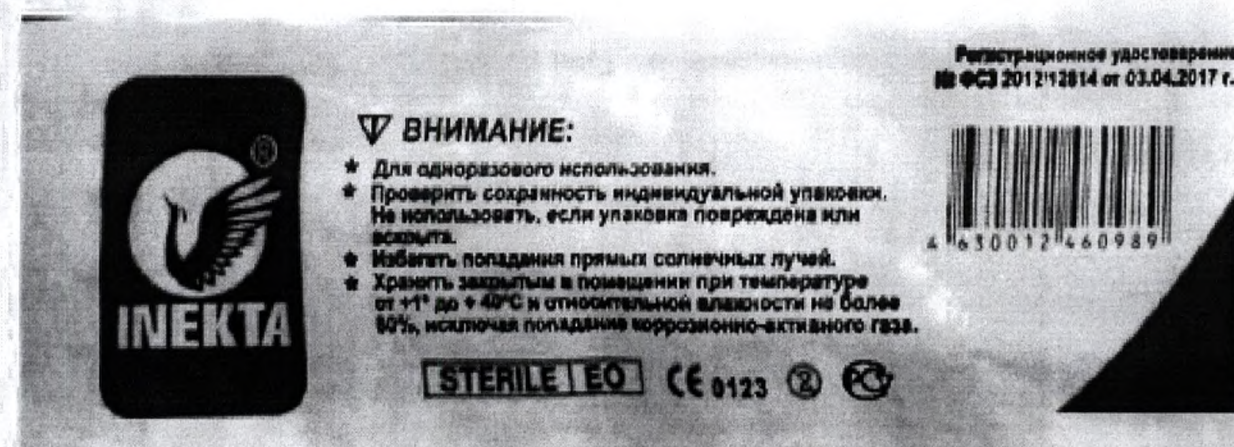 Регистрационное удостоверение
№ ФСЗ 2012/12814 от 03.04.2017 г.
ВНИМАНИЕ:
* Для одноразового использования.
* Проверить сохранность индивидуальной упаковки.
Не использовать, если упаковка повреждена или
вскрыта.
* Избегать попадания прямых солнечных лучей.
* Хранить закрытым в помещении при температуре
от +1° до + 40°C и относительной влажности не более
80%, исключая попадание коррозионно-активного газа.
®
INEKTA
4 630012 460989
STERILE EO CE 0123 2 РСТ